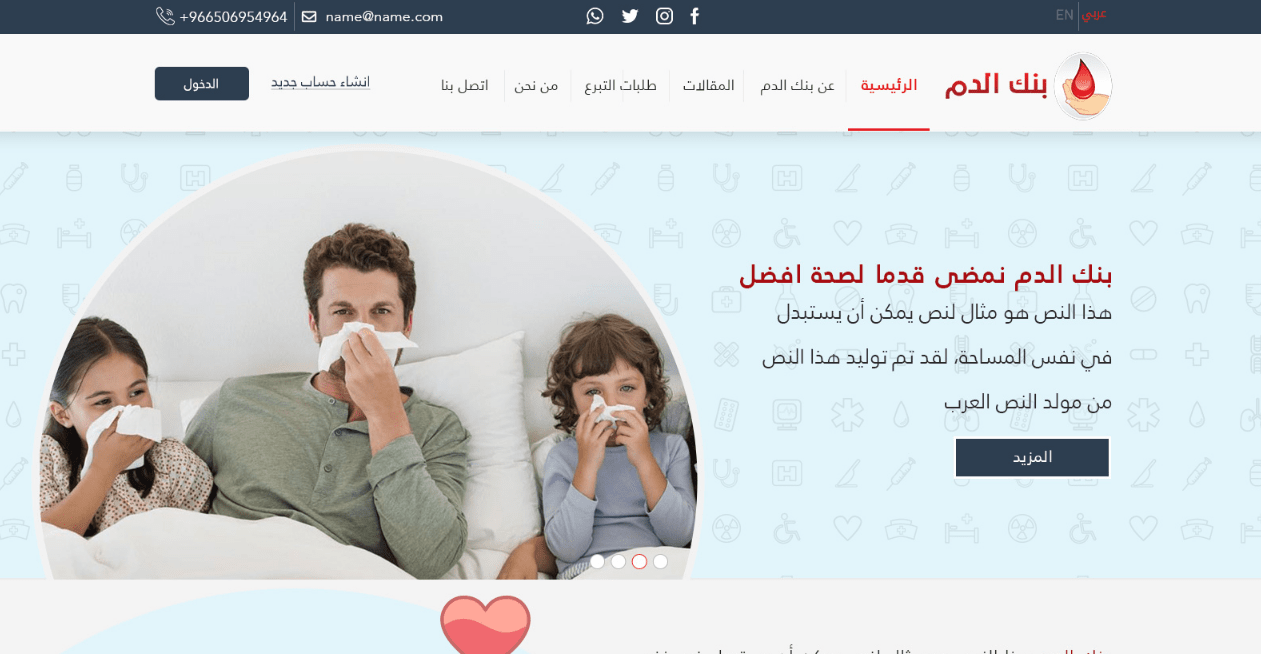 عربي
EN
name@name.com
+966506954964
بنك الدم
الرئيسية
عن بنك الدم
المقالات
طلبات التبرع
من نحن
اتصل بنا
انشاء حساب جديد
الدخول
بنك الدم نمضى قدما لصحة افضل
هذا النص هو مثال لنص يمكن أن يستبدل
في نفس المساحة، لقد تم توليد هذا النص
من مولد النص العرب
المزيد